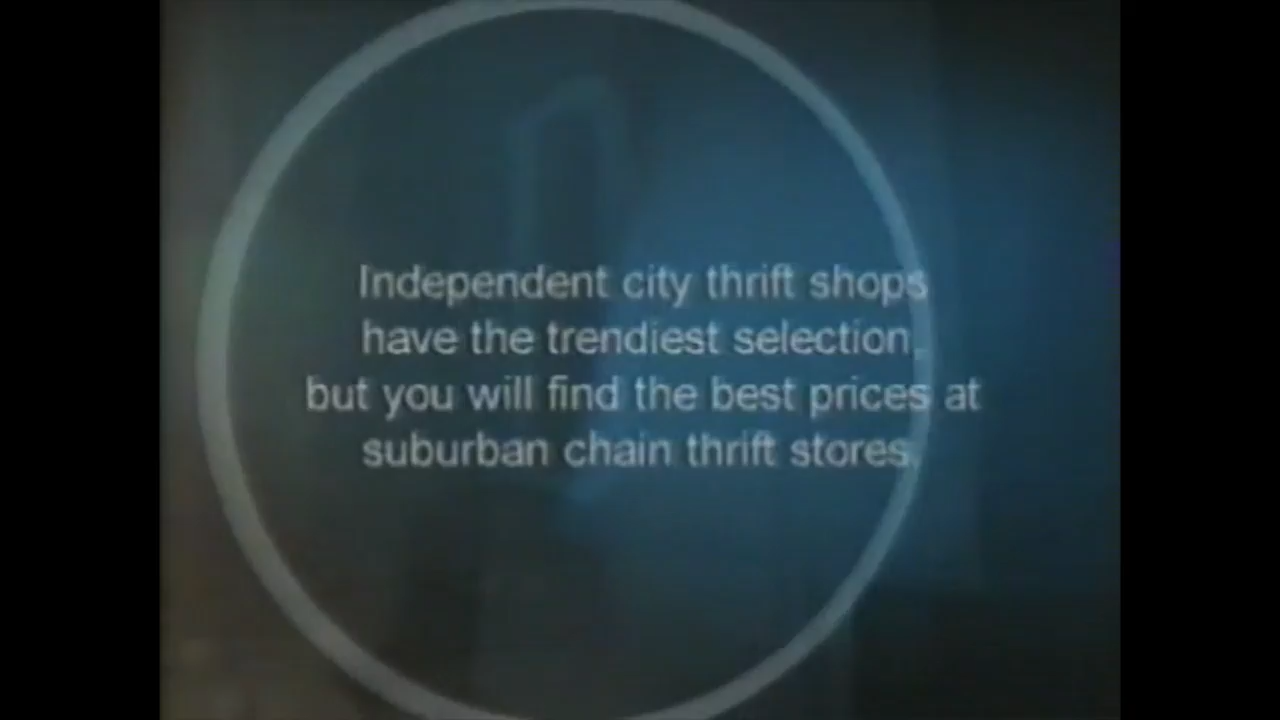 Independent city thrift shops
have the trendiest selection,
but you will find the best prices at
suburban chain thrift stores.